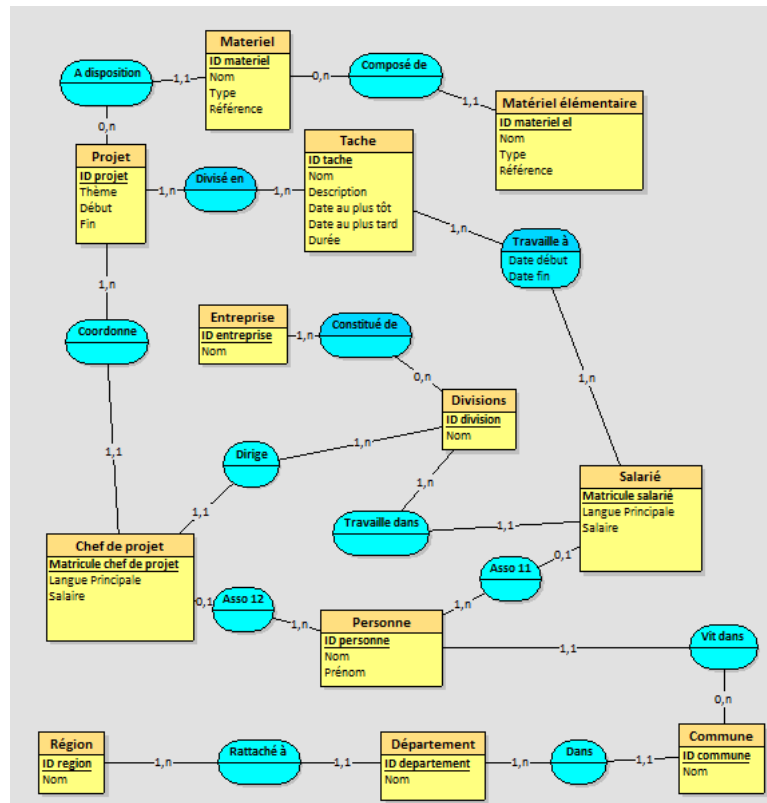 Materiel
ID materiel
Nom
Type
Référence
A disposition
1,1
0,n
Composé de
1,1
Matériel élémentaire
ID materiel el
Nom
Type
Référence
0,n
Projet
ID projet
Thème
Début
Fin
1,n
Divisé en
1,n
Tache
ID tache
Nom
Description
Date au plus tôt
Date au plus tard
Durée
1,n
Travaille à
Date début
Date fin
1,n
1,n
Coordonne
1,1
Entreprise
ID entreprise
Nom
1,n
Constitué de
0,n
Divisions
ID division
Nom
1,n
Dirige
1,1
1,n
Travaille dans
1,1
Salarié
Matricule salarié
Langue Principale
Salaire
Chef de projet
Matricule chef de projet
Langue Principale
Salaire
0,1
Asso 12
1,n
0,1
Asso 11
1,n
Personne
ID personne
Nom
Prénom
1,1
Vit dans
0,n
Région
ID region
Nom
1,n
Rattaché à
1,1
Département
ID departement
Nom
1,n
Dans
1,1
Commune
ID commune
Nom